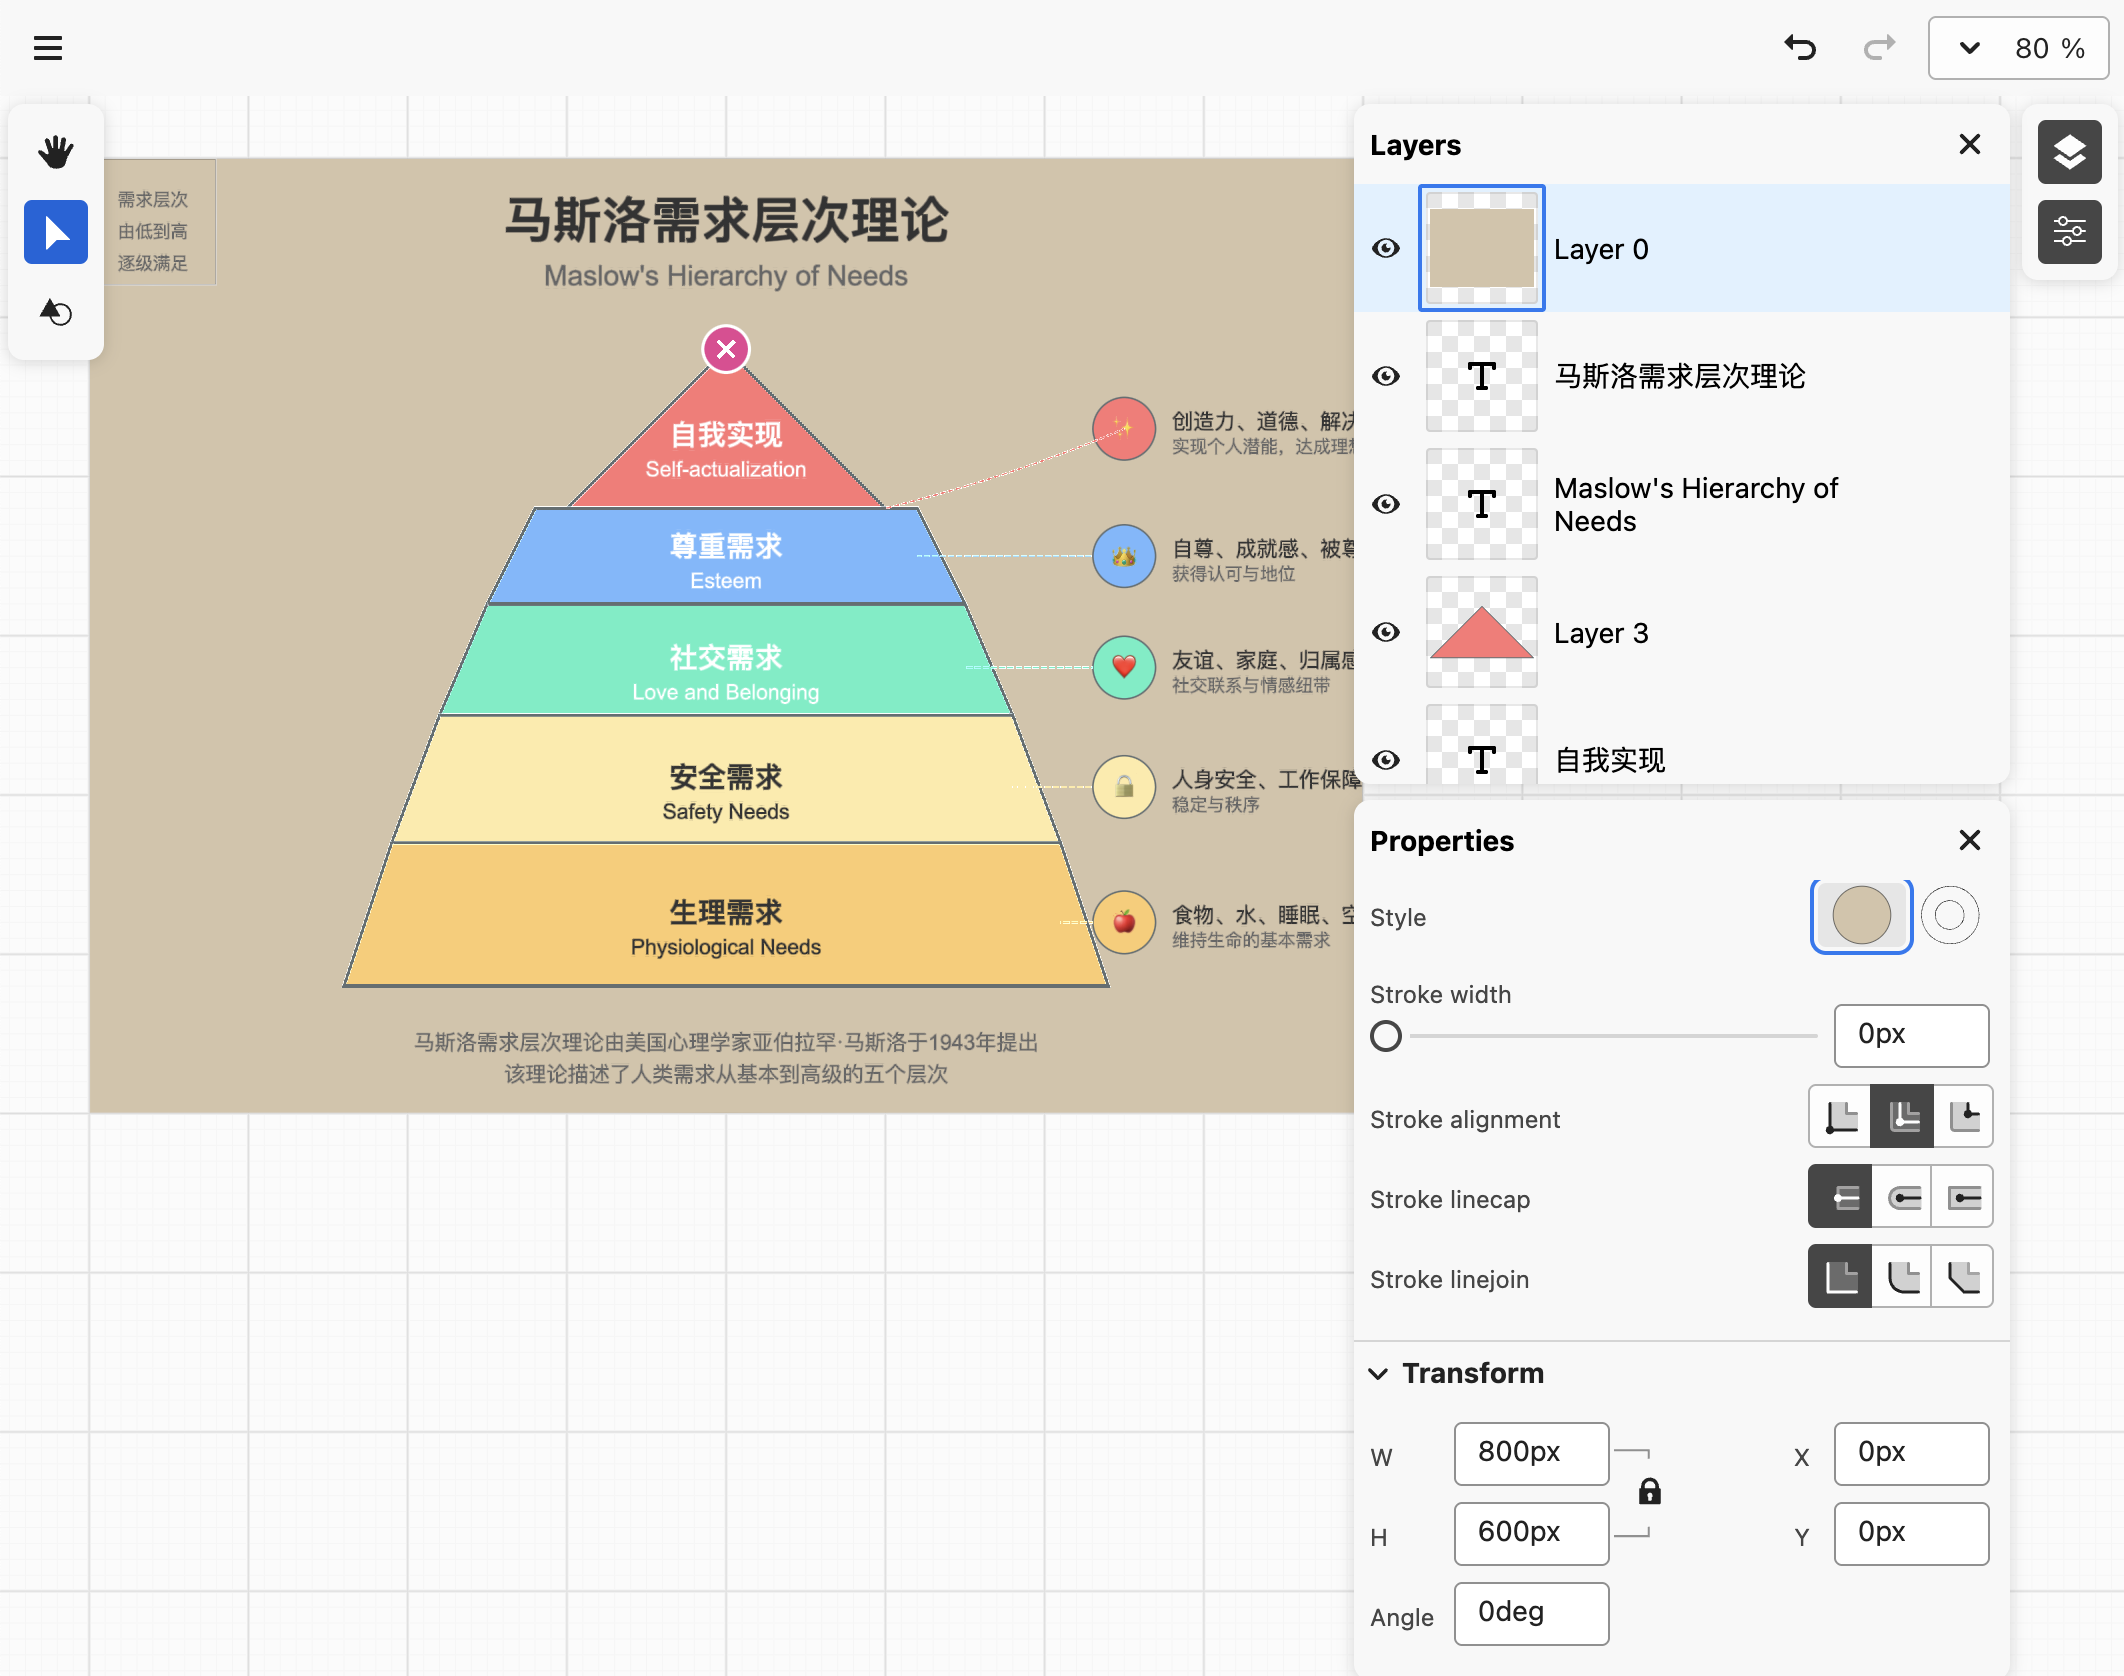 80 %
需求层次
由低到高
逐级满足
马斯洛需求层次理论
Maslow's Hierarchy of Needs
自我实现
Self-actualization
尊重需求
Esteem
社交需求
Love and Belonging
安全需求
Safety Needs
生理需求
Physiological Needs
创造力、道德、解决
实现个人潜能，达成理想
自尊、成就感、被尊
获得认可与地位
友谊、家庭、归属感
社交联系与情感纽带
人身安全、工作保障
稳定与秩序
食物、水、睡眠、空
维持生命的基本需求
马斯洛需求层次理论由美国心理学家亚伯拉罕·马斯洛于1943年提出
该理论描述了人类需求从基本到高级的五个层次
Layers
Layer 0
马斯洛需求层次理论
Maslow's Hierarchy of
Needs
Layer 3
自我实现
Properties
Style
Stroke width
0px
Stroke alignment
Stroke linecap
Stroke linejoin
Transform
W 800px
X 0px
H 600px
Y 0px
Angle 0deg